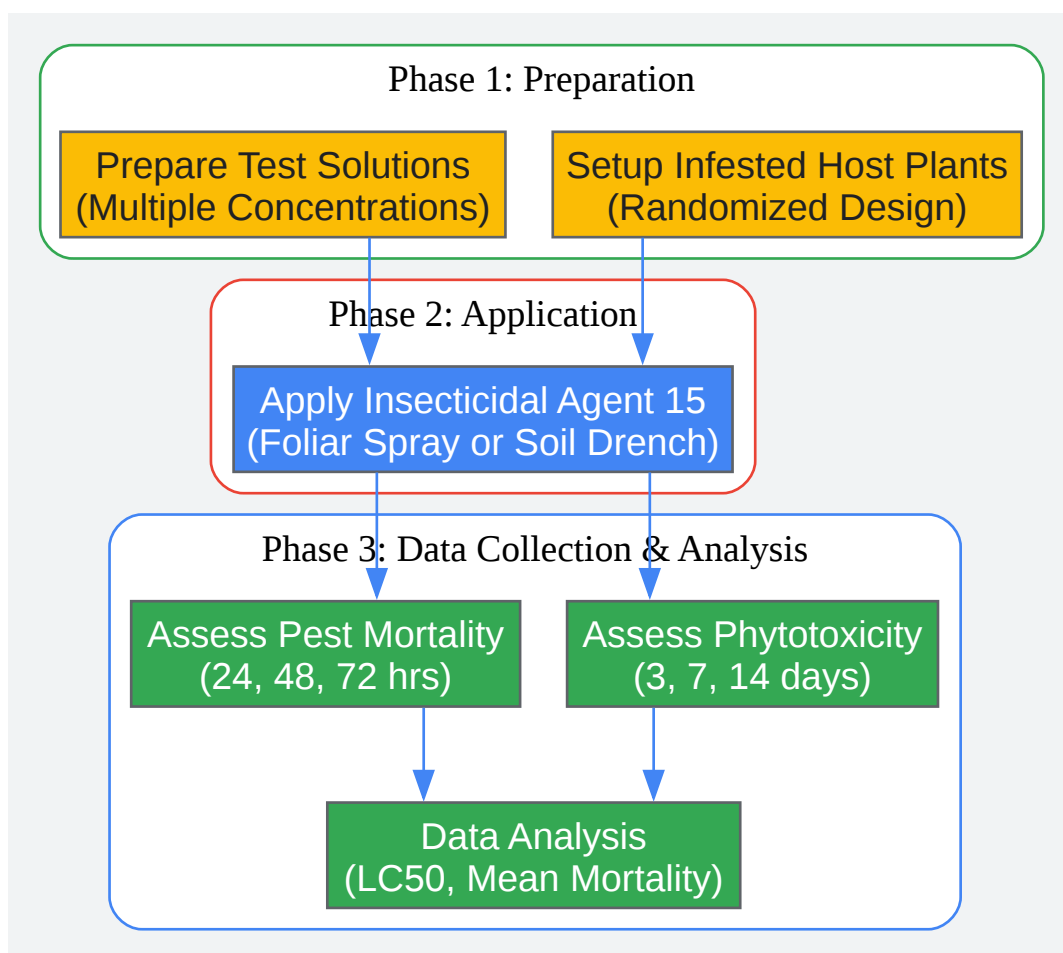 Phase 1: Preparation
Prepare Test Solutions
(Multiple Concentrations)
Setup Infested Host Plants
(Randomized Design)
Phase 2: Application
Apply Insecticidal Agent 15
(Foliar Spray or Soil Drench)
Phase 3: Data Collection & Analysis
Assess Pest Mortality
(24, 48, 72 hrs)
Assess Phytotoxicity
(3, 7, 14 days)
Data Analysis
(LC50, Mean Mortality)